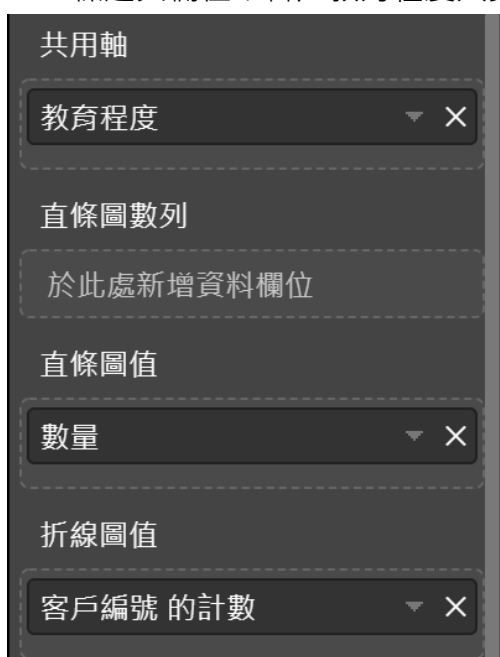 共用軸
教育程度
直條圖數列
於此處新增資料欄位
直條圖值
數量
折線圖值
客戶編號 的計數